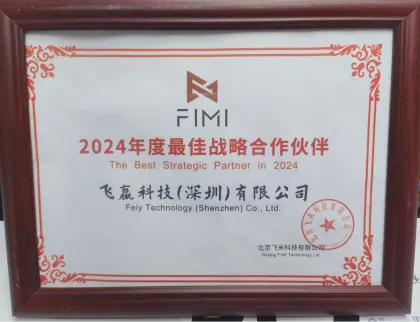 FIMI
2024年度最佳战略合作伙伴
The Best Strategic Partner in 2024
飞赢科技(深圳)有限公司
Feiy Technology (Shenzhen) Co., Ltd.
北京飞米科技有限公司
Beijing FIMI Technology Ltd.